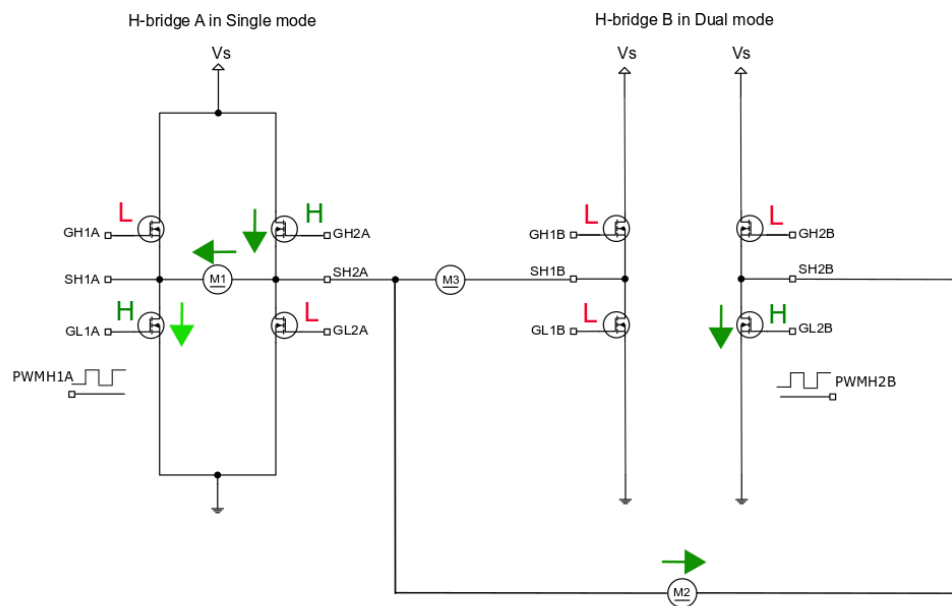 H-bridge A in Single mode
H-bridge B in Dual mode
Vs
Vs
Vs
L
H
L
L
GH1A
GH2A
GH1B
GH2B
SH1A
M1
SH2A
M3
SH1B
SH2B
H
L
L
H
GL1A
GL2A
GL1B
GL2B
PWMH1A
PWMH2B
M2